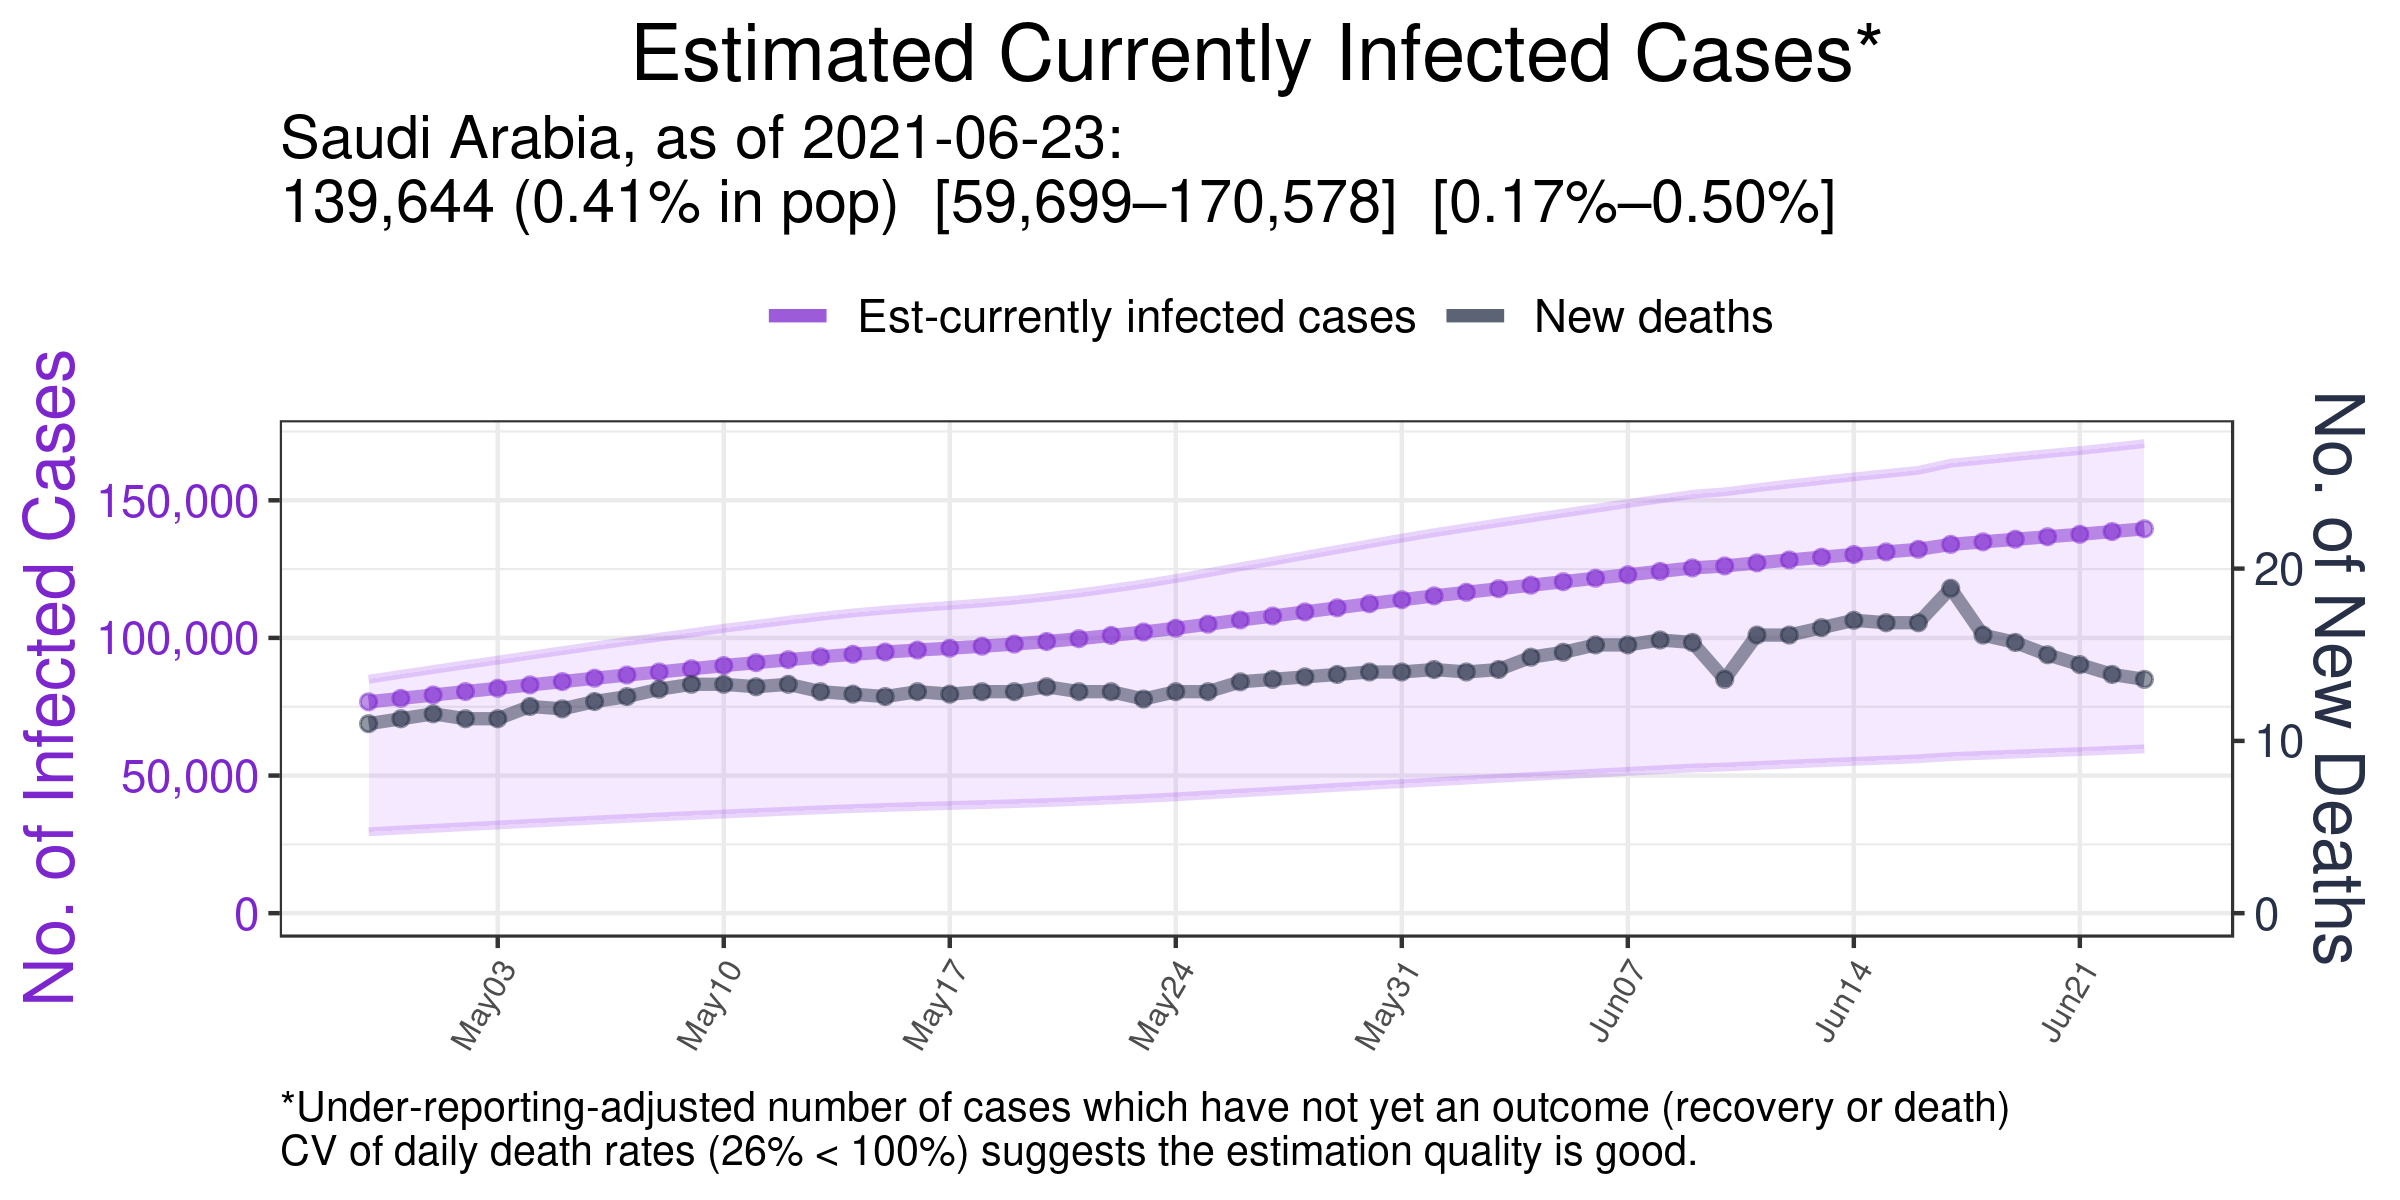 Estimated Currently Infected Cases*
Saudi Arabia, as of 2021-06-23:
139,644 (0.41% in pop)  [59,699–170,578]  [0.17%–0.50%]
Est-currently infected cases
New deaths
No. of Infected Cases
150,000
100,000
50,000
0
No. of New Deaths
20
10
0
May03
May10
May17
May24
May31
Jun07
Jun14
Jun21
*Under-reporting-adjusted number of cases which have not yet an outcome (recovery or death)
CV of daily death rates (26% < 100%) suggests the estimation quality is good.